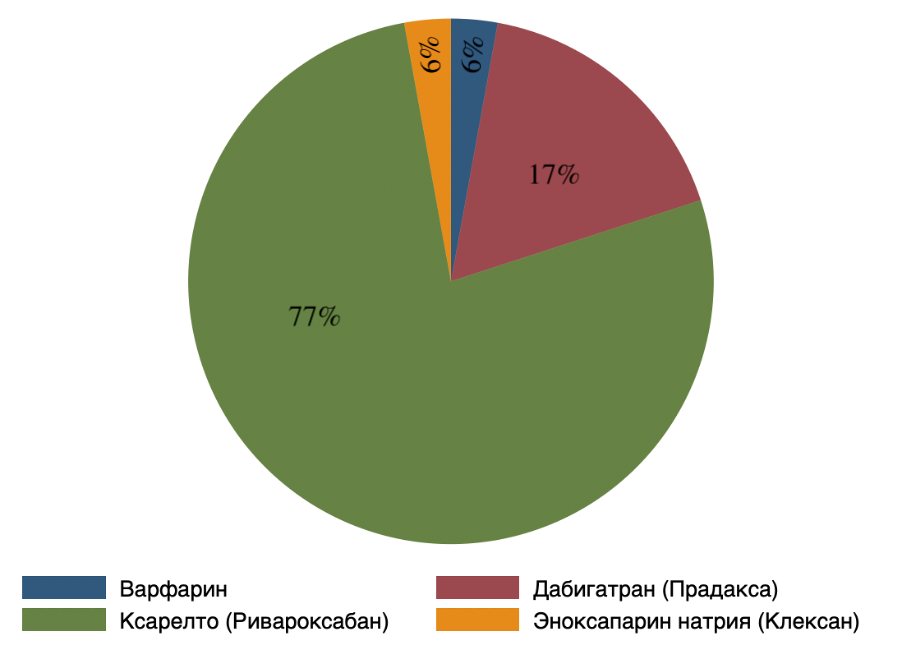 6%
6%
17%
77%
Варфарин
Дабигатран (Прадакса)
Ксарелто (Ривароксабан)
Эноксапарин натрия (Клексан)